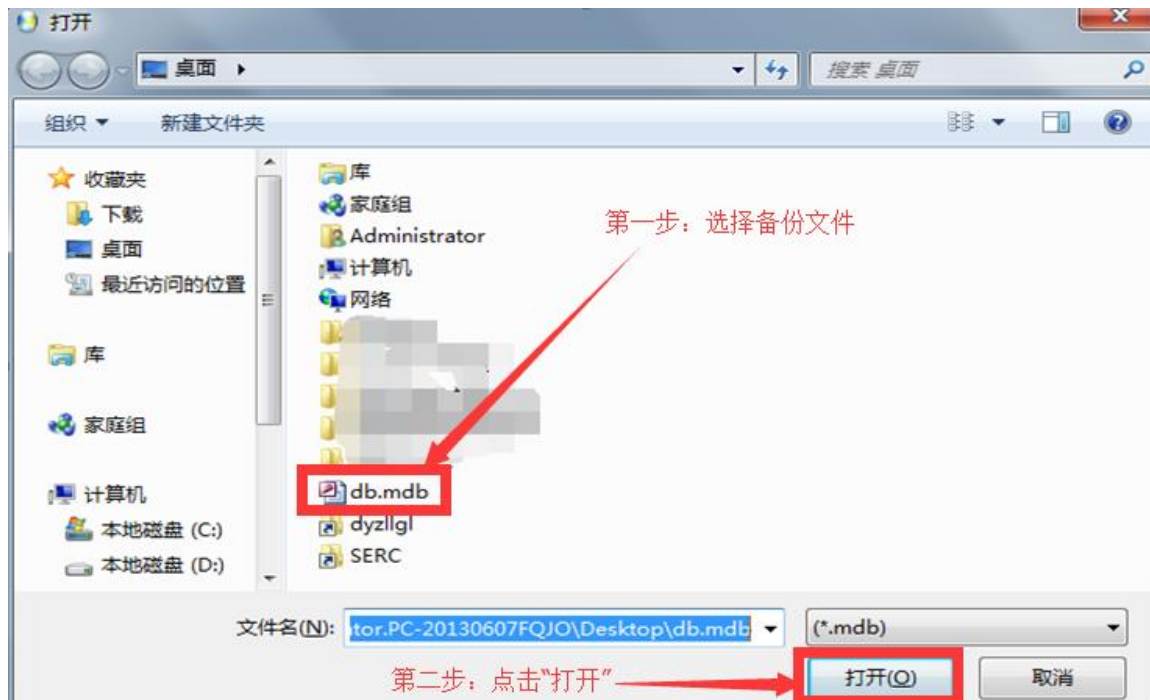 打开
桌面
搜索 桌面
组织
新建文件夹
收藏夹
下载
桌面
最近访问的位置
库
家庭组
计算机
本地磁盘 (C:)
本地磁盘 (D:)
库
家庭组
Administrator
计算机
网络
第一步：选择备份文件
db.mdb
dyzllgl
SERC
文件名(N):
tor.PC-20130607FQJO\Desktop\db.mdb
(*.mdb)
第二步：点击“打开”
打开(O)
取消